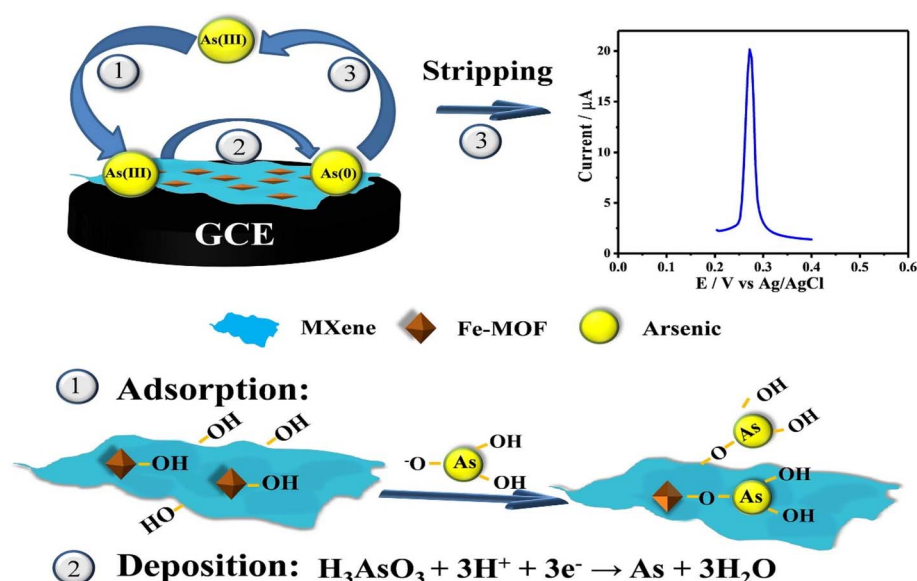 As(III)
1
3
2
As(III)
As(0)
GCE
Stripping
3
Current / μA
20
15
10
5
0
0.0 0.1 0.2 0.3 0.4 0.5 0.6
E / V vs Ag/AgCl
MXene Fe-MOF Arsenic
1 Adsorption:
OH
OH
OH
OH
HO
⁻O As OH
OH
OH
As OH
O
O As OH
OH
2 Deposition: H₃AsO₃ + 3H⁺ + 3e⁻ → As + 3H₂O